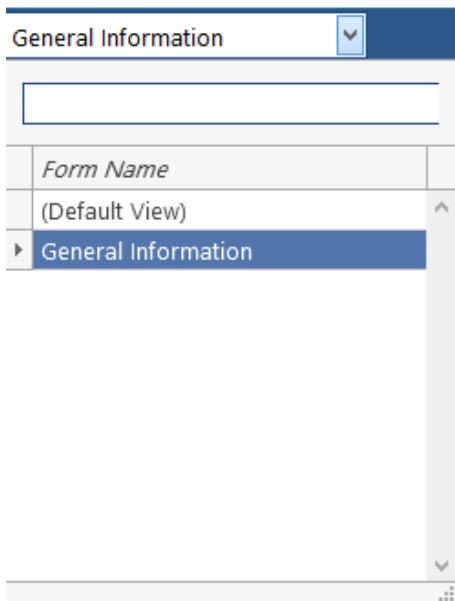 General Information
Form Name
(Default View)
General Information